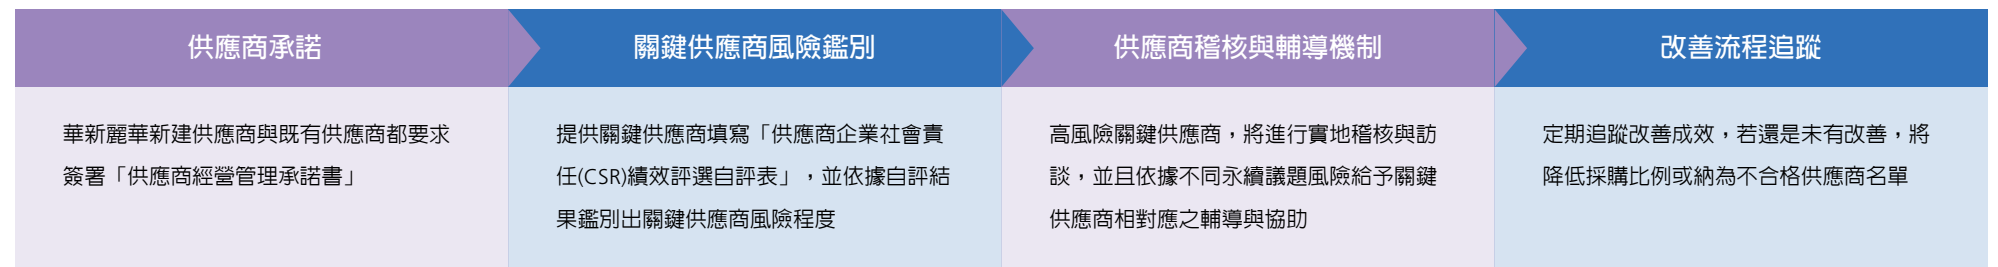 供應商承諾
華新麗華新建供應商與既有供應商都要求
簽署「供應商經營管理承諾書」
關鍵供應商風險鑑別
提供關鍵供應商填寫「供應商企業社會責
任(CSR)績效評選自評表」，並依據自評結
果鑑別出關鍵供應商風險程度
供應商稽核與輔導機制
高風險關鍵供應商，將進行實地稽核與訪
談，並且依據不同永續議題風險給予關鍵
供應商相對應之輔導與協助
改善流程追蹤
定期追蹤改善成效，若還是未有改善，將
降低採購比例或納為不合格供應商名單